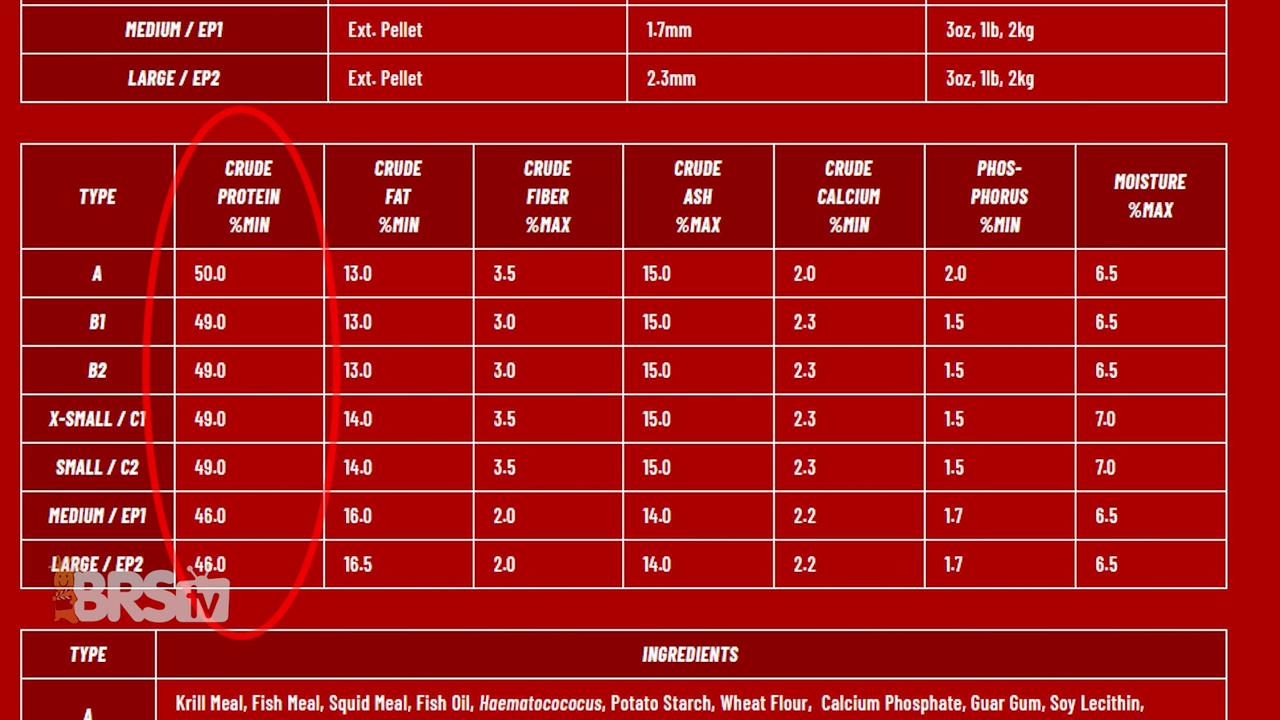 MEDIUM / EP1 Ext. Pellet 1.7mm 3oz, 1lb, 2kg
LARGE / EP2 Ext. Pellet 2.3mm 3oz, 1lb, 2kg
TYPE CRUDE PROTEIN %MIN CRUDE FAT %MIN CRUDE FIBER %MAX CRUDE ASH %MAX CRUDE CALCIUM %MIN PHOS-PHORUS %MIN MOISTURE %MAX
A 50.0 13.0 3.5 15.0 2.0 2.0 6.5
B1 49.0 13.0 3.0 15.0 2.3 1.5 6.5
B2 49.0 13.0 3.0 15.0 2.3 1.5 6.5
X-SMALL / C1 49.0 14.0 3.5 15.0 2.3 1.5 7.0
SMALL / C2 49.0 14.0 3.5 15.0 2.3 1.5 7.0
MEDIUM / EP1 46.0 16.0 2.0 14.0 2.2 1.7 6.5
LARGE / EP2 46.0 16.5 2.0 14.0 2.2 1.7 6.5
BRStv
TYPE INGREDIENTS
A Krill Meal, Fish Meal, Squid Meal, Fish Oil, Haematocococus, Potato Starch, Wheat Flour, Calcium Phosphate, Guar Gum, Soy Lecithin,